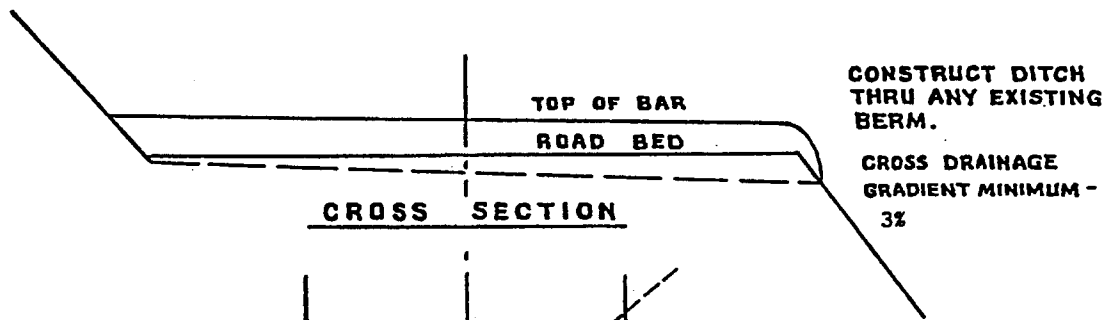 TOP OF BAR
ROAD BED
CROSS SECTION
CONSTRUCT DITCH
THRU ANY EXISTING
BERM.
CROSS DRAINAGE
GRADIENT MINIMUM -
3%